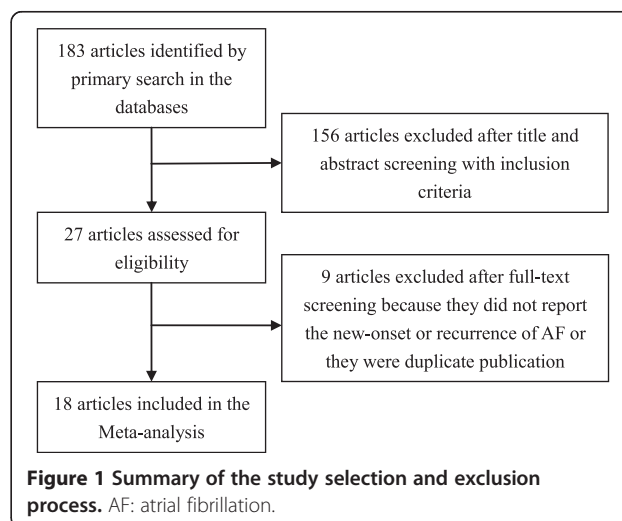 183 articles identified by
primary search in the
databases
156 articles excluded after title and
abstract screening with inclusion
criteria
27 articles assessed for
eligibility
9 articles excluded after full-text
screening because they did not report
the new-onset or recurrence of AF or
they were duplicate publication
18 articles included in the
Meta-analysis
Figure 1 Summary of the study selection and exclusion
process. AF: atrial fibrillation.